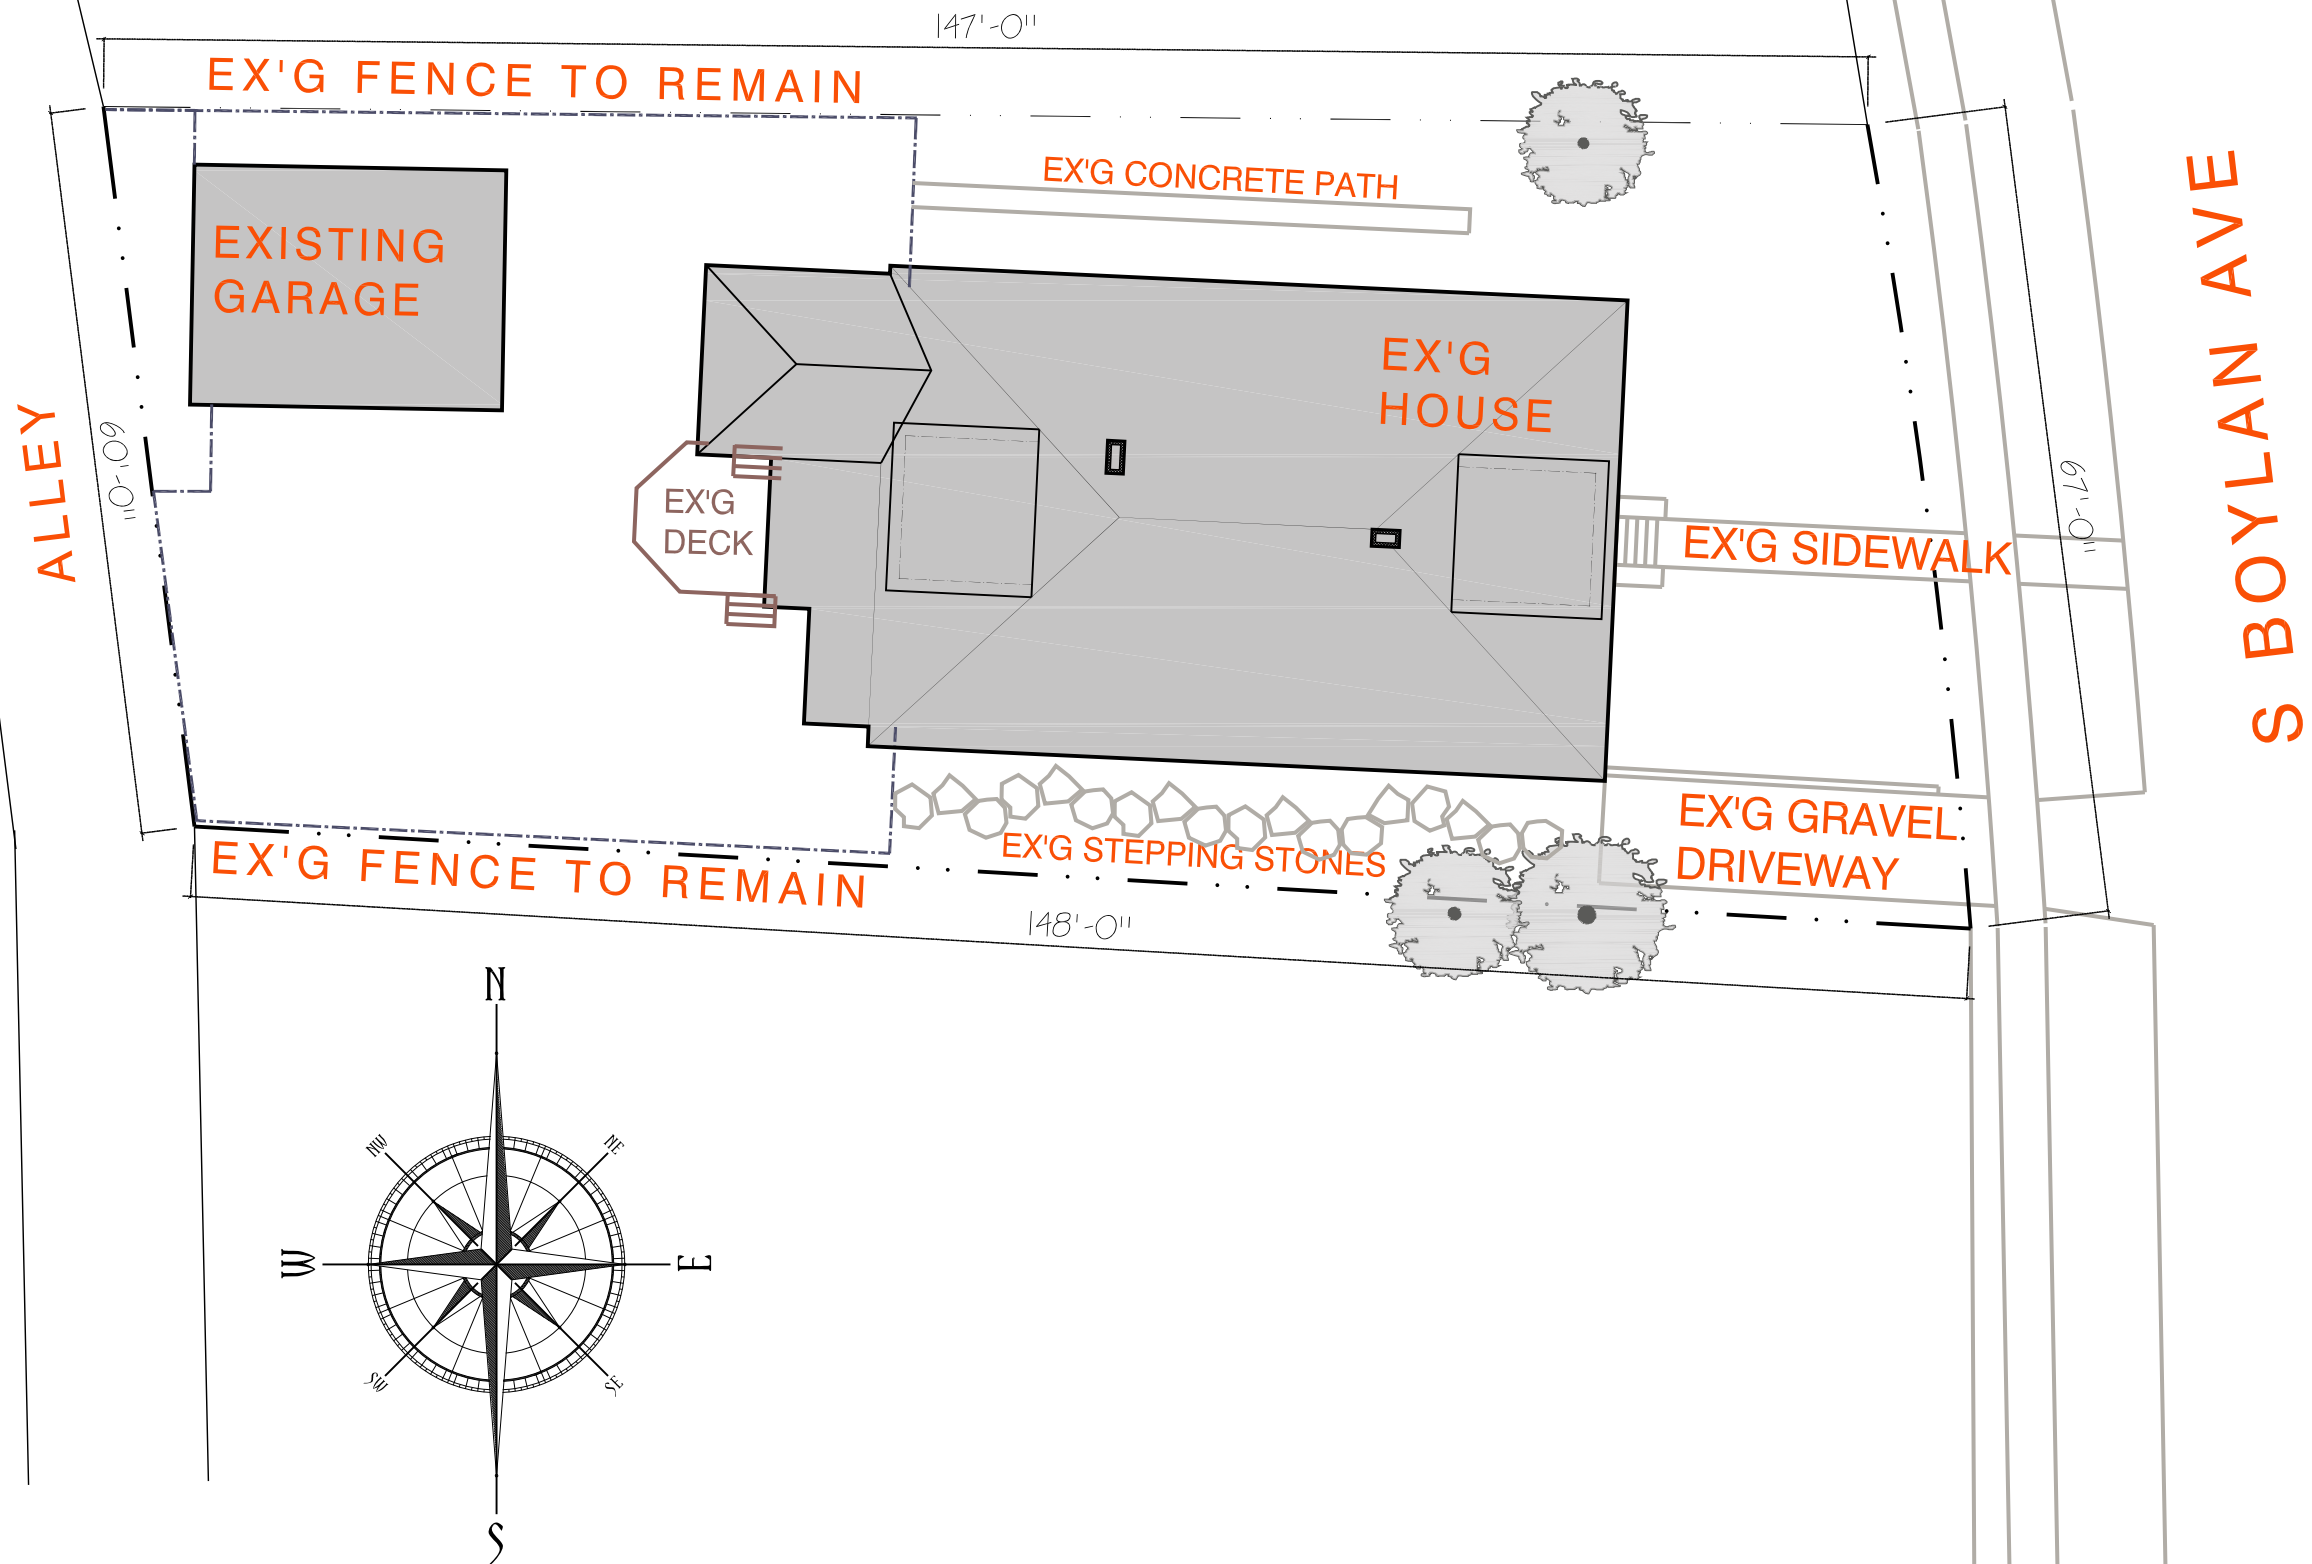 147'-0"
EX'G FENCE TO REMAIN
EX'G CONCRETE PATH
EXISTING
GARAGE
EX'G
HOUSE
S BOYLAN AVE
ALLEY
60'-0"
67'-0"
EX'G
DECK
EX'G SIDEWALK
EX'G GRAVEL
DRIVEWAY
EX'G STEPPING STONES
EX'G FENCE TO REMAIN
148'-0"
N
NW
NE
W
E
SW
SE
S